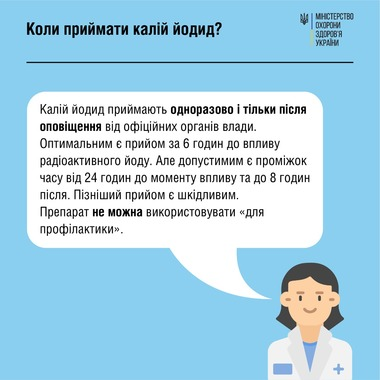 Коли приймати калій йодид?
МІНІСТЕРСТВО
ОХОРОНИ
ЗДОРОВ'Я
УКРАЇНИ
Калій йодид приймають одноразово і тільки після
оповіщення від офіційних органів влади.
Оптимальним є прийом за 6 годин до впливу
радіоактивного йоду. Але допустимим є проміжок
часу від 24 годин до моменту впливу та до 8 годин
після. Пізніший прийом є шкідливим.
Препарат не можна використовувати «для
профілактики».